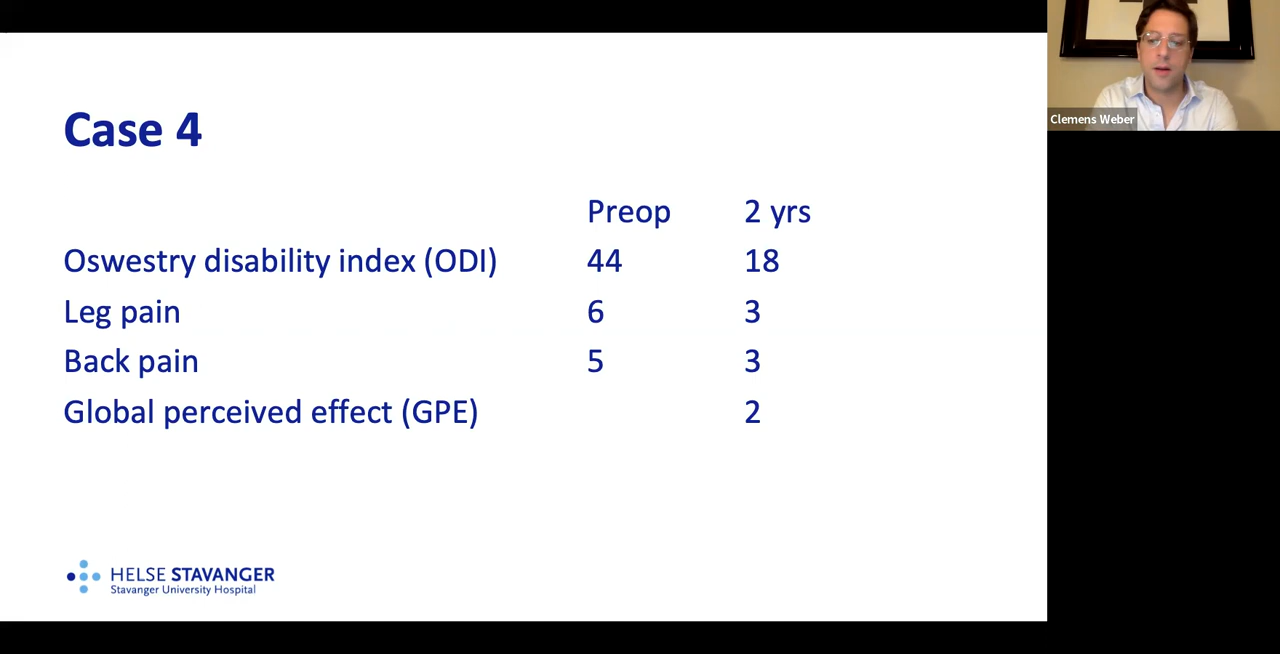 Case 4
Preop 2 yrs
Oswestry disability index (ODI) 44 18
Leg pain 6 3
Back pain 5 3
Global perceived effect (GPE) 2
HELSE STAVANGER
Stavanger University Hospital
Clemens Weber